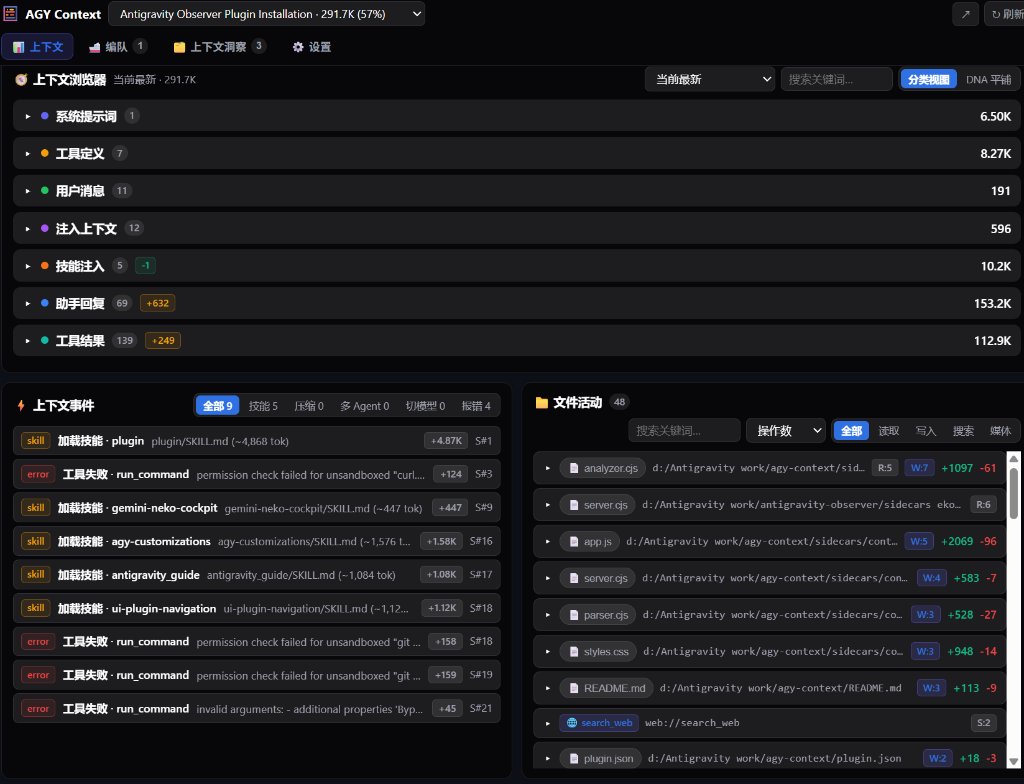 AGY Context Antigravity Observer Plugin Installation · 291.7K (57%) ↗ ↻ 刷新
上下文 编队 1 上下文洞察 3 设置
上下文浏览器 当前最新 · 291.7K 当前最新 搜索关键词... 分类视图 DNA 平铺
系统提示词 1 6.50K
工具定义 7 8.27K
用户消息 11 191
注入上下文 12 596
技能注入 5 -1 10.2K
助手回复 69 +632 153.2K
工具结果 139 +249 112.9K
上下文事件 全部 9 技能 5 压缩 0 多 Agent 0 切模型 0 报错 4
skill 加载技能 · plugin plugin/SKILL.md (~4,868 tok) +4.87K S#1
error 工具失败 · run_command permission check failed for unsandboxed "curl... +124 S#3
skill 加载技能 · gemini-neko-cockpit gemini-neko-cockpit/SKILL.md (~447 tok) +447 S#9
skill 加载技能 · agy-customizations agy-customizations/SKILL.md (~1,576 t... +1.58K S#16
skill 加载技能 · antigravity_guide antigravity_guide/SKILL.md (~1,084 tok) +1.08K S#17
skill 加载技能 · ui-plugin-navigation ui-plugin-navigation/SKILL.md (~1,12... +1.12K S#18
error 工具失败 · run_command permission check failed for unsandboxed "git ... +158 S#18
error 工具失败 · run_command permission check failed for unsandboxed "git ... +159 S#19
error 工具失败 · run_command invalid arguments: - additional properties 'Byp... +45 S#21
文件活动 48
搜索关键词... 操作数 全部 读取 写入 搜索 媒体
analyzer.cjs d:/Antigravity work/agy-context/sid... R:5 W:7 +1097 -61
server.cjs d:/Antigravity work/antigravity-observer/sidecars eko... R:6
app.js d:/Antigravity work/agy-context/sidecars/cont... W:5 +2069 -96
server.cjs d:/Antigravity work/agy-context/sidecars/con... W:4 +583 -7
parser.cjs d:/Antigravity work/agy-context/sidecars/co... W:3 +528 -27
styles.css d:/Antigravity work/agy-context/sidecars/co... W:3 +948 -14
README.md d:/Antigravity work/agy-context/README.md W:3 +113 -9
search_web web://search_web S:2
plugin.json d:/Antigravity work/agy-context/plugin.json W:2 +18 -3